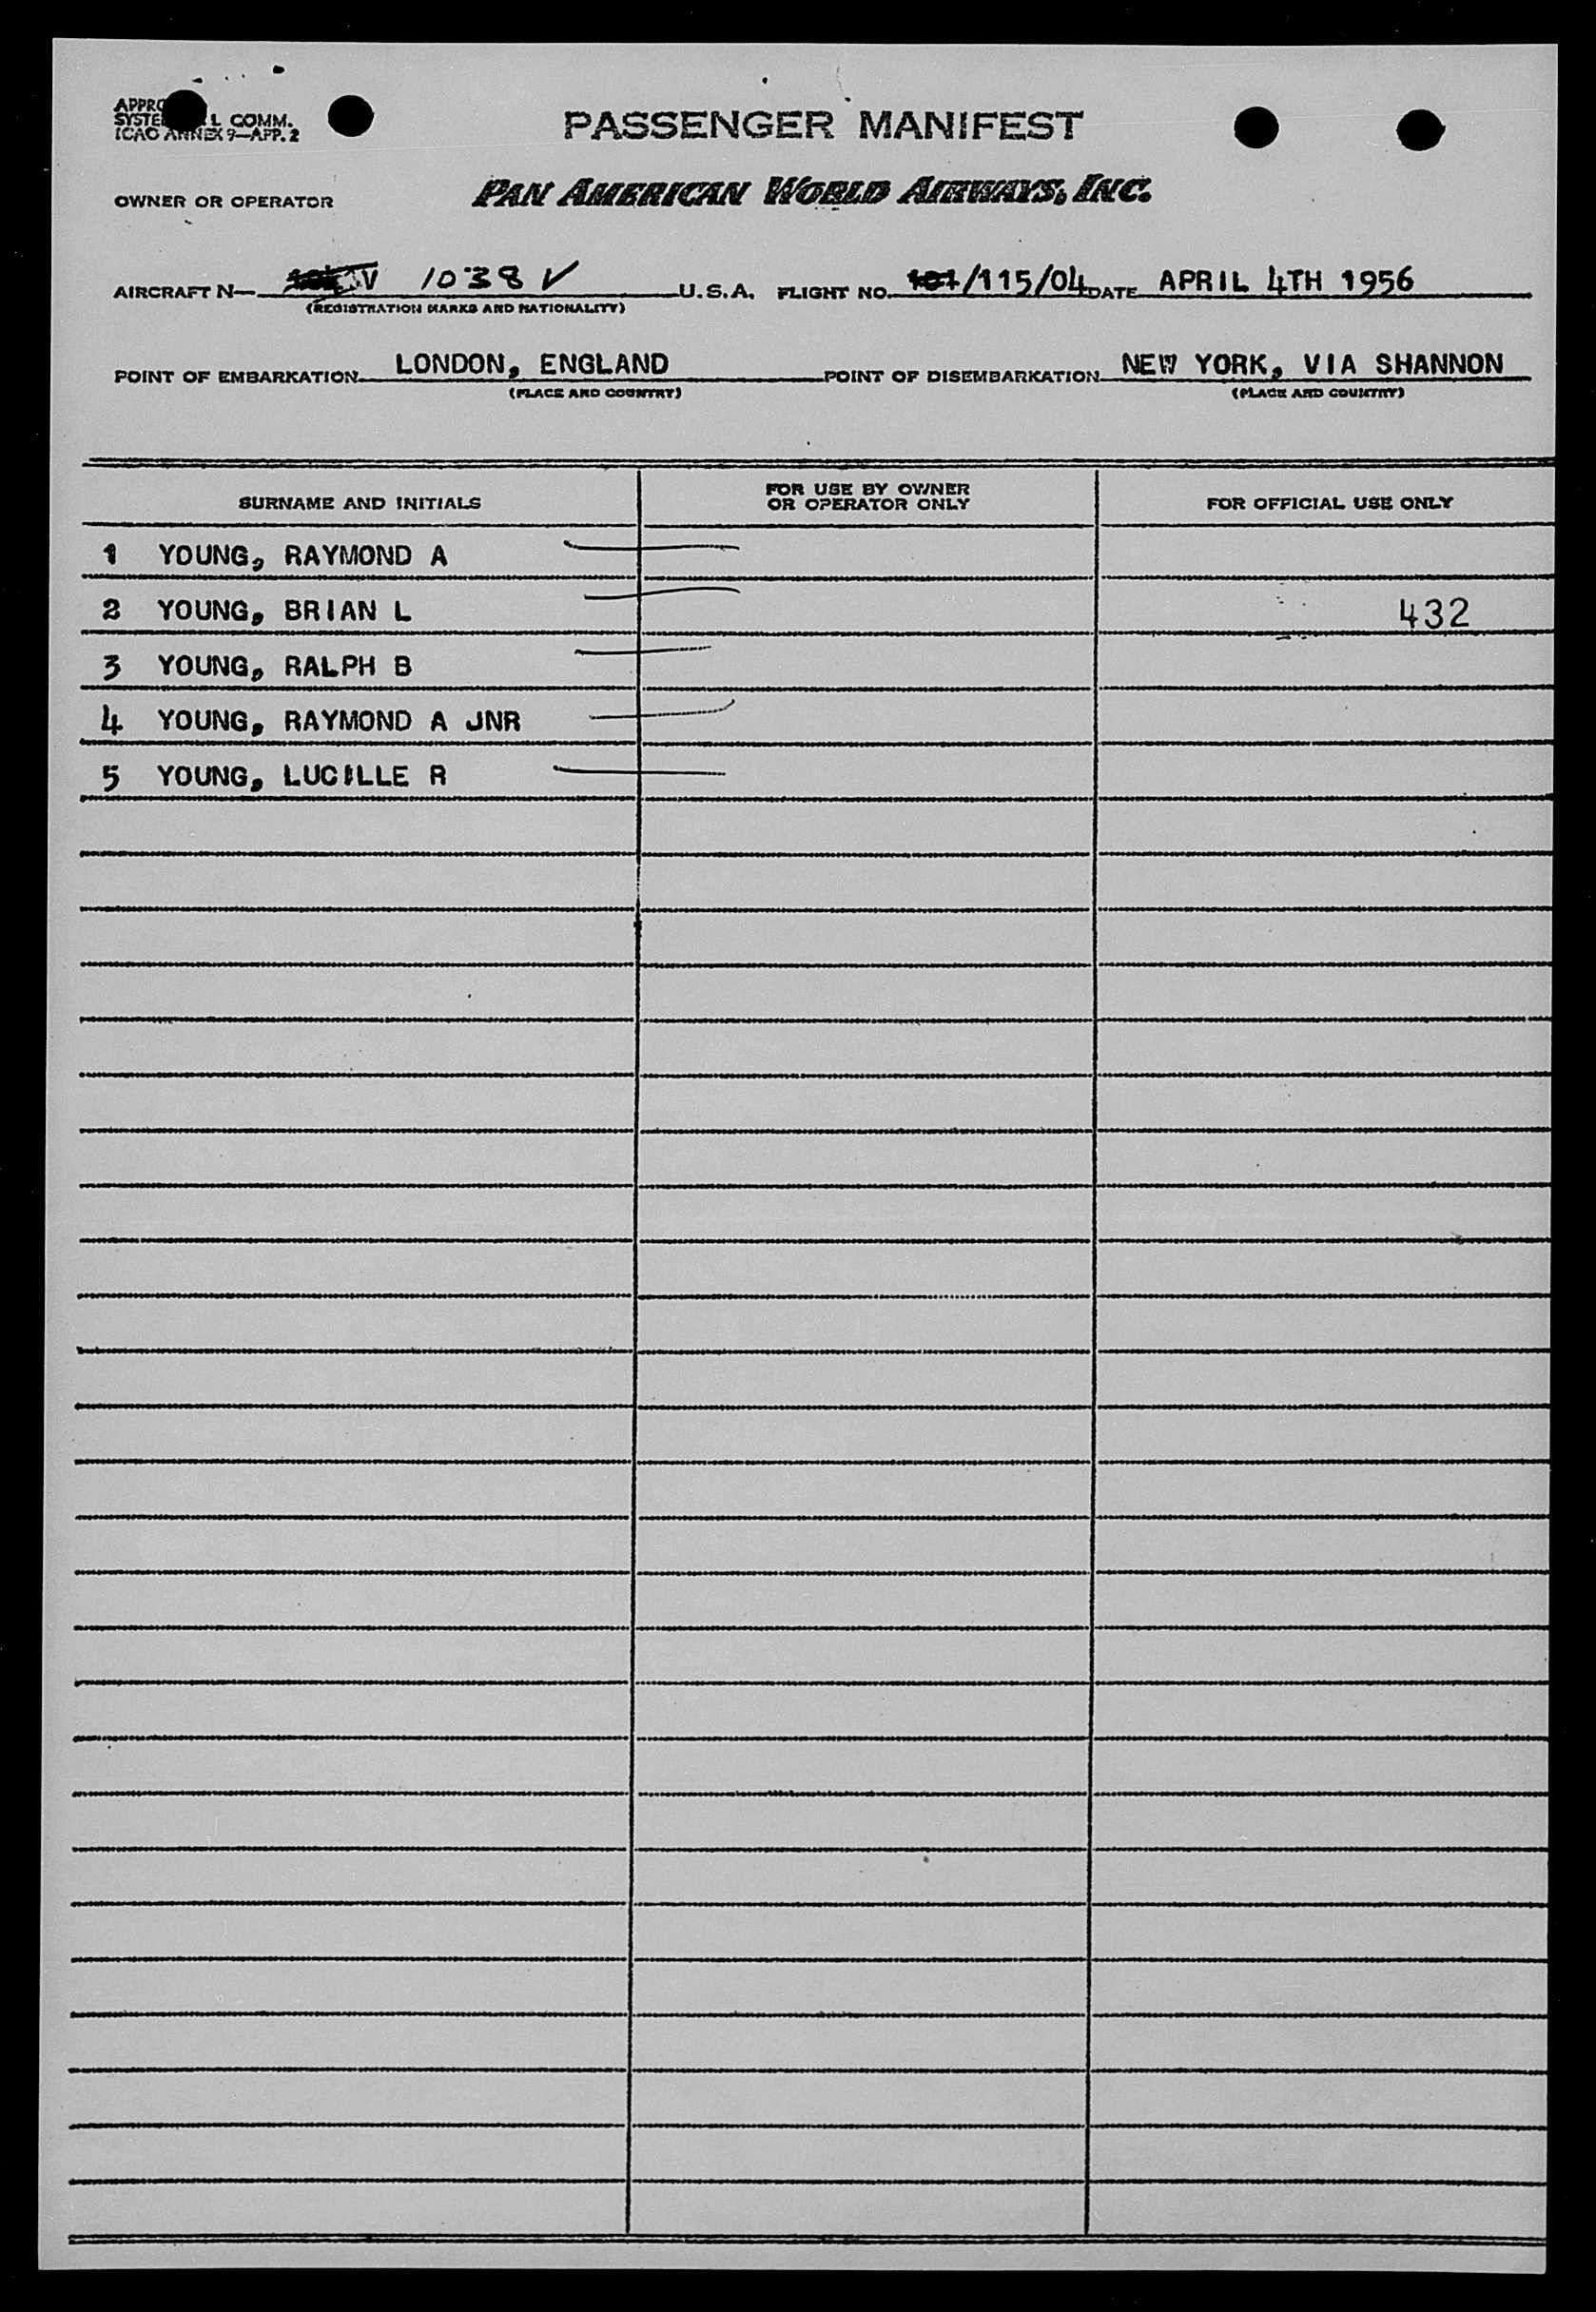 APPRO
SYSTE L COMM.
ICAO ANNEX 9—APP. 2
PASSENGER MANIFEST
OWNER OR OPERATOR PAN AMERICAN WORLD AIRWAYS, INC.
AIRCRAFT N— V 1038 V U.S.A. FLIGHT NO. 101/115/04 DATE APRIL 4TH 1956
(REGISTRATION MARKS AND NATIONALITY)
POINT OF EMBARKATION LONDON, ENGLAND POINT OF DISEMBARKATION NEW YORK, VIA SHANNON
(PLACE AND COUNTRY) (PLACE AND COUNTRY)
SURNAME AND INITIALS
FOR USE BY OWNER
OR OPERATOR ONLY
FOR OFFICIAL USE ONLY
1 YOUNG, RAYMOND A
2 YOUNG, BRIAN L 432
3 YOUNG, RALPH B
4 YOUNG, RAYMOND A JNR
5 YOUNG, LUCILLE R